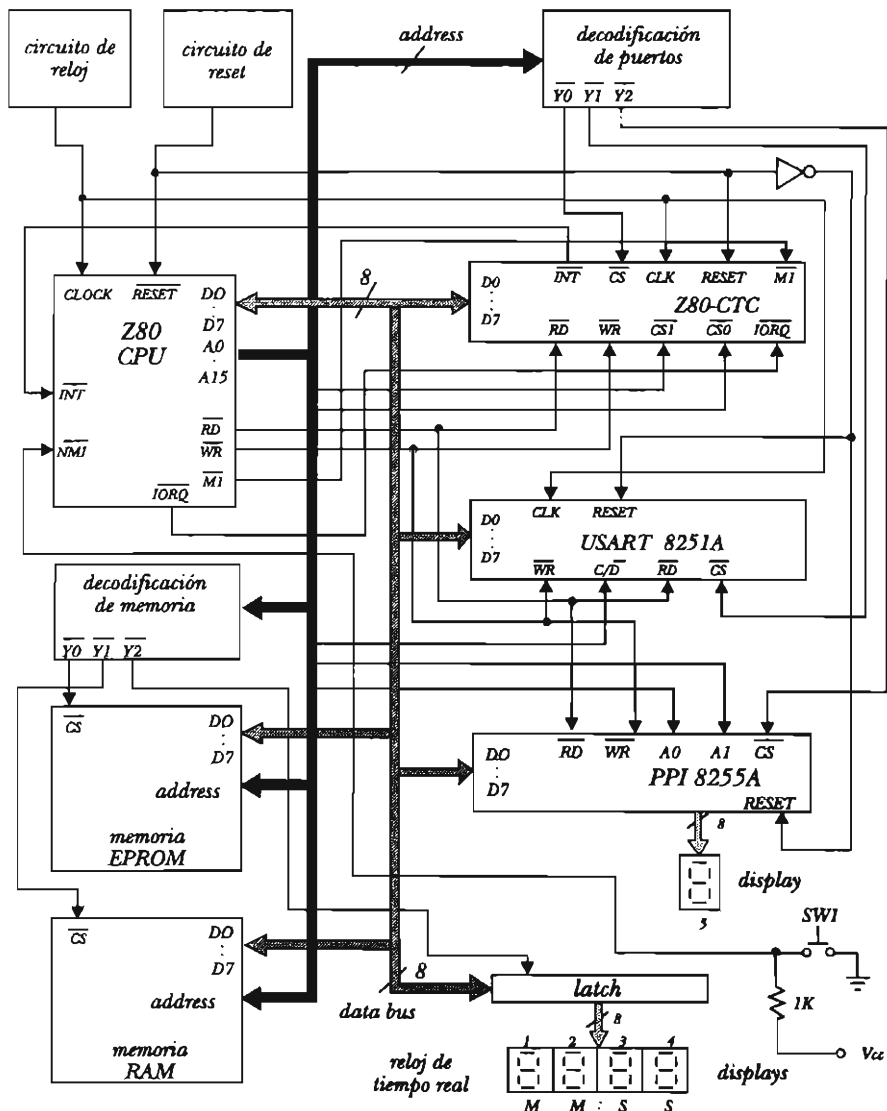 circuito de
reloj
circuito de
reset
address
decodificación
de puertos
Y0 Y1 Y2
CLOCK RESET
D0
:
D7
Z80
CPU
A0
.
A15
INT
RD
NMI
WR
M1
IORQ
8
INT CS CLK RESET M1
D0
:
D7
Z80-CTC
RD WR CS1 CS0 IORQ
CLK RESET
D0
:
D7
USART 8251A
WR C/D RD CS
decodificación
de memoria
Y0 Y1 Y2
CS
D0
:
D7
address
memoria
EPROM
RD WR A0 A1 CS
D0
:
D7
PPI 8255A
RESET
8
display
5
SW1
CS
D0
:
D7
address
memoria
RAM
8
data bus
latch
1K
8
Vcc
reloj de
tiempo real
1 2 3 4
displays
M M : S S